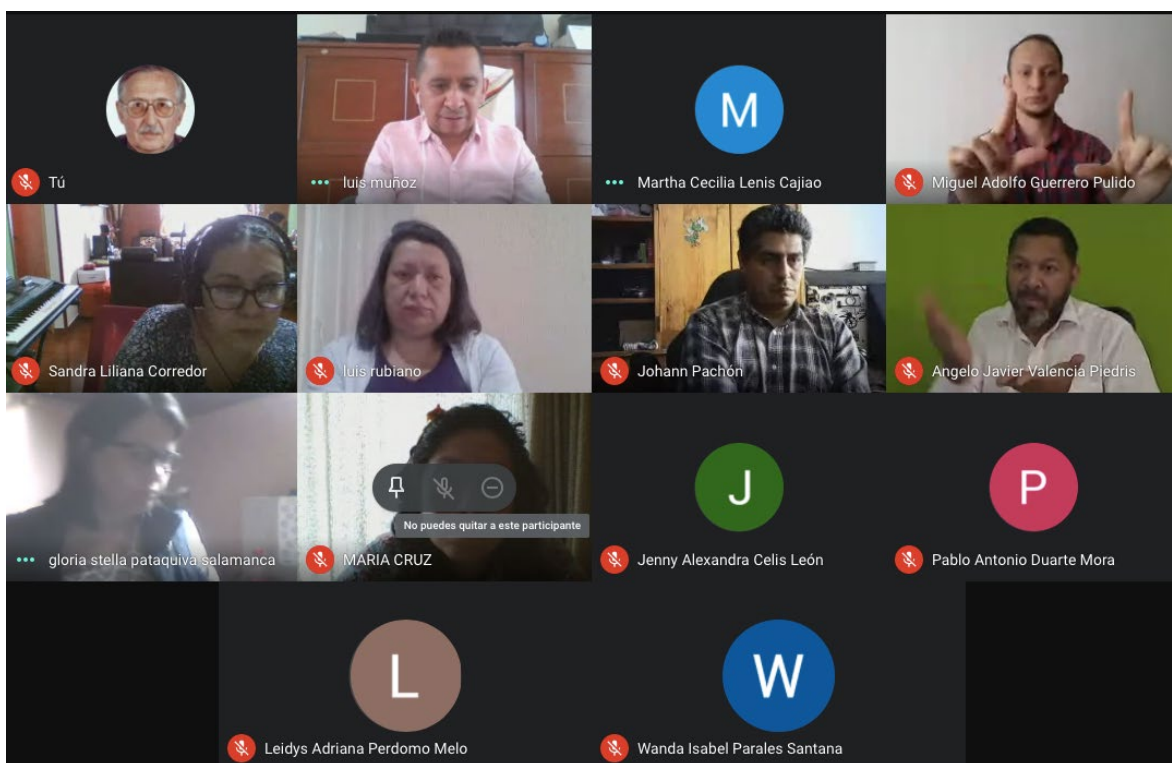 Tú
luis muñoz
M
Martha Cecilia Lenis Cajiao
Miguel Adolfo Guerrero Pulido
Sandra Liliana Corredor
luis rubiano
Johann Pachón
Angelo Javier Valencia Piedris
gloria stella pataquiva salamanca
No puedes quitar a este participante
MARIA CRUZ
J
Jenny Alexandra Celis León
P
Pablo Antonio Duarte Mora
L
Leidys Adriana Perdomo Melo
W
Wanda Isabel Parales Santana